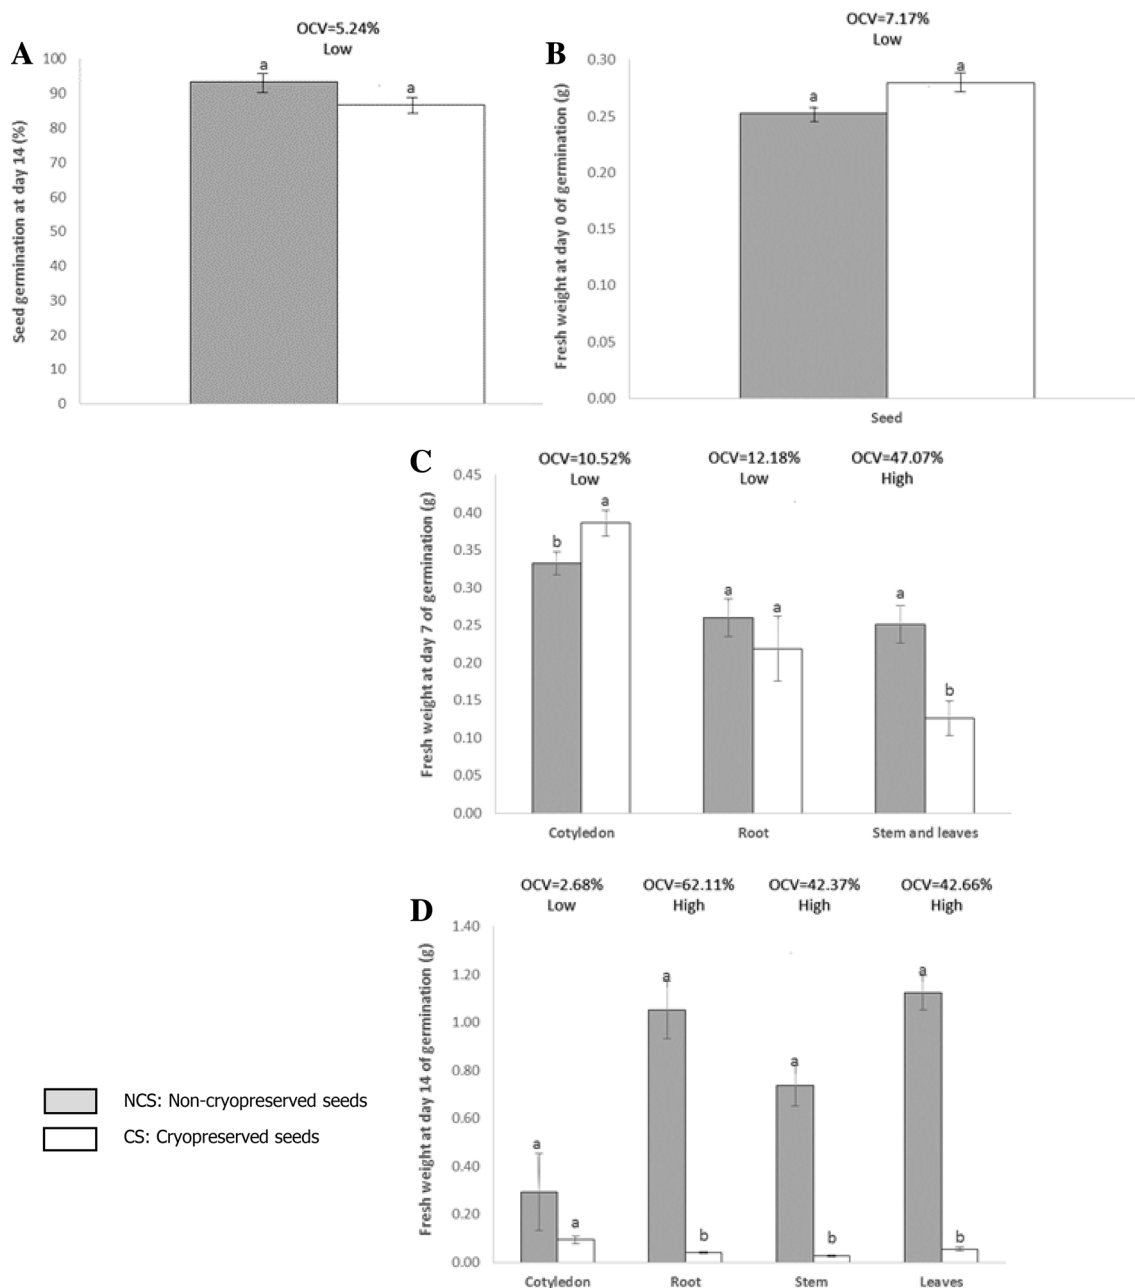 A
OCV=5.24%
Low
Seed germination at day 14 (%)
100
90
80
70
60
50
40
30
20
10
0
a
a
B
OCV=7.17%
Low
Fresh weight at day 0 of germination (g)
0.30
0.25
0.20
0.15
0.10
0.05
0.00
a
a
Seed
C
OCV=10.52%
Low
OCV=12.18%
Low
OCV=47.07%
High
Fresh weight at day 7 of germination (g)
0.45
0.40
0.35
0.30
0.25
0.20
0.15
0.10
0.05
0.00
b
a
a
a
a
b
Cotyledon
Root
Stem and leaves
D
OCV=2.68%
Low
OCV=62.11%
High
OCV=42.37%
High
OCV=42.66%
High
Fresh weight at day 14 of germination (g)
1.40
1.20
1.00
0.80
0.60
0.40
0.20
0.00
a
a
a
b
a
b
a
b
Cotyledon
Root
Stem
Leaves
NCS: Non-cryopreserved seeds
CS: Cryopreserved seeds